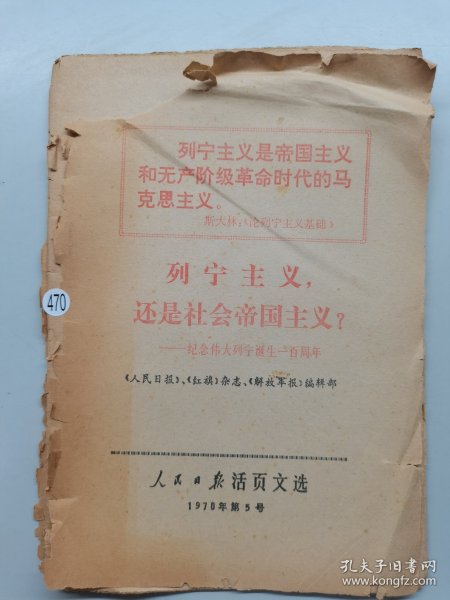 列宁主义是帝国主义
和无产阶级革命时代的马
克思主义。
斯大林：《论列宁主义基础》
列宁主义，
还是社会帝国主义？
——纪念伟大列宁诞生一百周年
《人民日报》、《红旗》杂志、《解放军报》编辑部
470
人民日报 活页文选
1970年第5号
孔夫子旧书网
www.kongfz.com